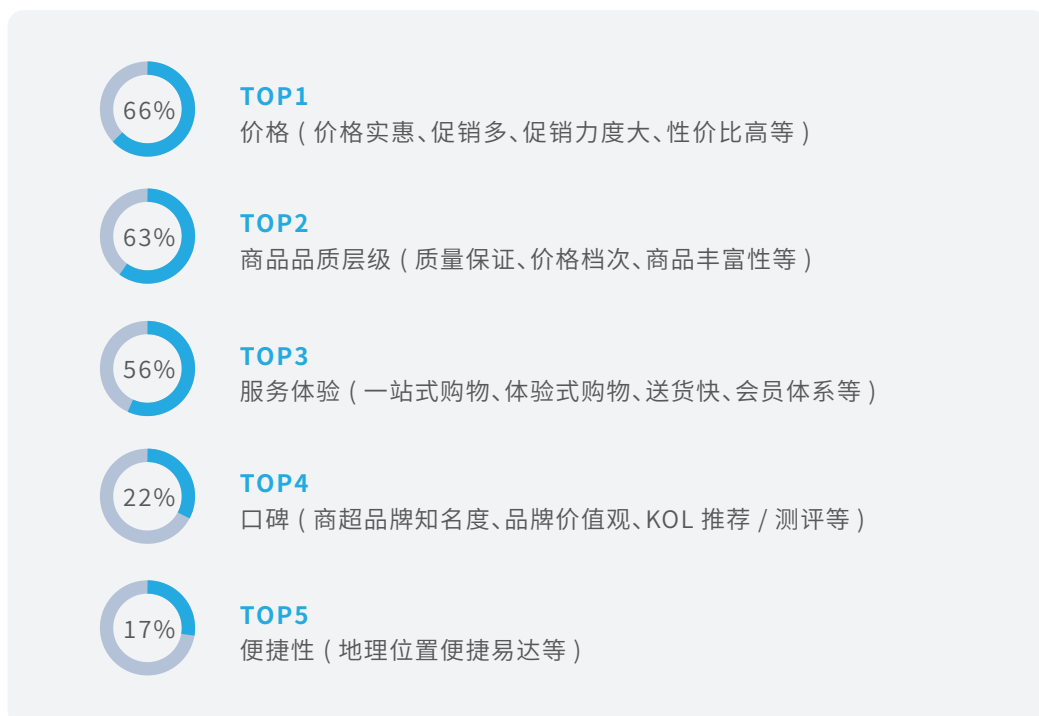 66%
TOP1
价格 ( 价格实惠、促销多、促销力度大、性价比高等 )
63%
TOP2
商品品质层级 ( 质量保证、价格档次、商品丰富性等 )
56%
TOP3
服务体验 ( 一站式购物、体验式购物、送货快、会员体系等 )
22%
TOP4
口碑 ( 商超品牌知名度、品牌价值观、KOL 推荐 / 测评等 )
17%
TOP5
便捷性 ( 地理位置便捷易达等 )